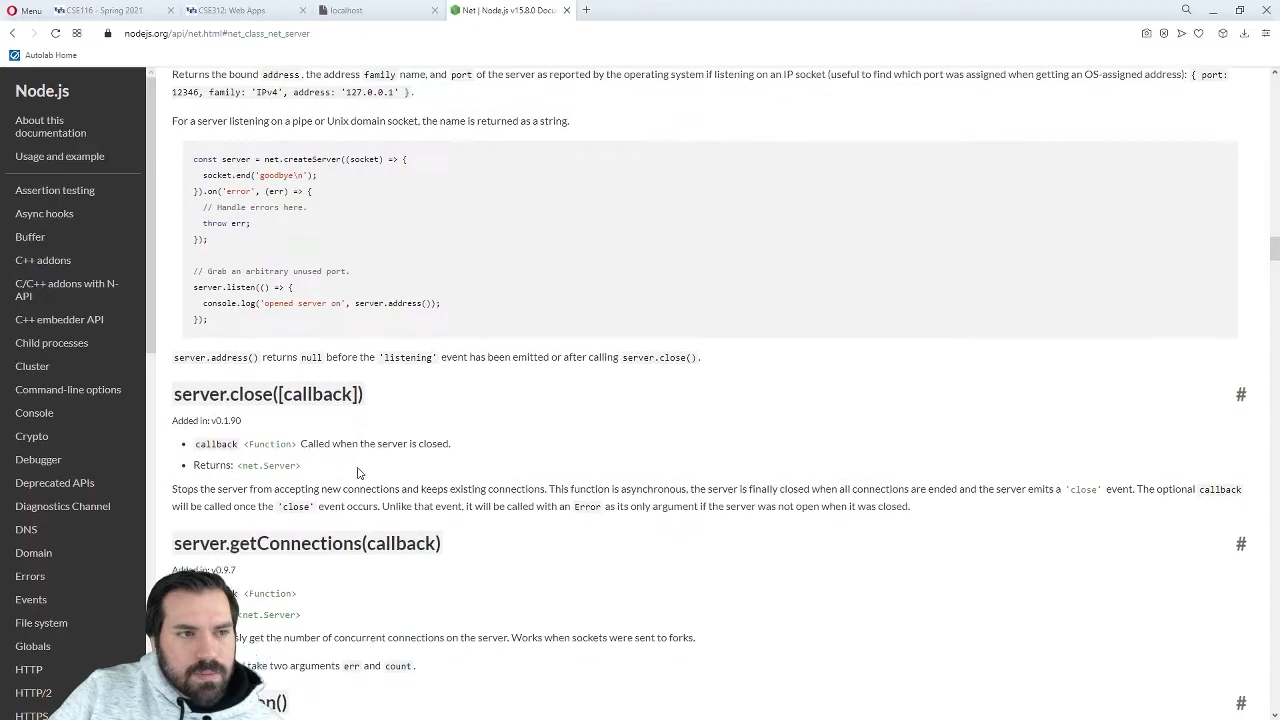 Menu
CSE116 - Spring 2021
CSE312: Web Apps
localhost
Net | Node.js v15.8.0 Docu
nodejs.org/api/net.html#net_class_net_server
Autolab Home
Node.js
About this
documentation
Usage and example
Assertion testing
Async hooks
Buffer
C++ addons
C/C++ addons with N-
API
C++ embedder API
Child processes
Cluster
Command-line options
Console
Crypto
Debugger
Deprecated APIs
Diagnostics Channel
DNS
Domain
Errors
Events
File system
Globals
HTTP
HTTP/2
HTTPS
Returns the bound address, the address family name, and port of the server as reported by the operating system if listening on an IP socket (useful to find which port was assigned when getting an OS-assigned address): { port:
12346, family: 'IPv4', address: '127.0.0.1' }.
For a server listening on a pipe or Unix domain socket, the name is returned as a string.
const server = net.createServer((socket) => {
socket.end('goodbye\n');
}).on('error', (err) => {
// Handle errors here.
throw err;
});
// Grab an arbitrary unused port.
server.listen(() => {
console.log('opened server on', server.address());
});
server.address() returns null before the 'listening' event has been emitted or after calling server.close().
server.close([callback])
#
Added in: v0.1.90
callback <Function> Called when the server is closed.
Returns: <net.Server>
Stops the server from accepting new connections and keeps existing connections. This function is asynchronous, the server is finally closed when all connections are ended and the server emits a 'close' event. The optional callback
will be called once the 'close' event occurs. Unlike that event, it will be called with an Error as its only argument if the server was not open when it was closed.
server.getConnections(callback)
#
Added in: v0.9.7
<Function>
<net.Server>
get the number of concurrent connections on the server. Works when sockets were sent to forks.
take two arguments err and count.
#